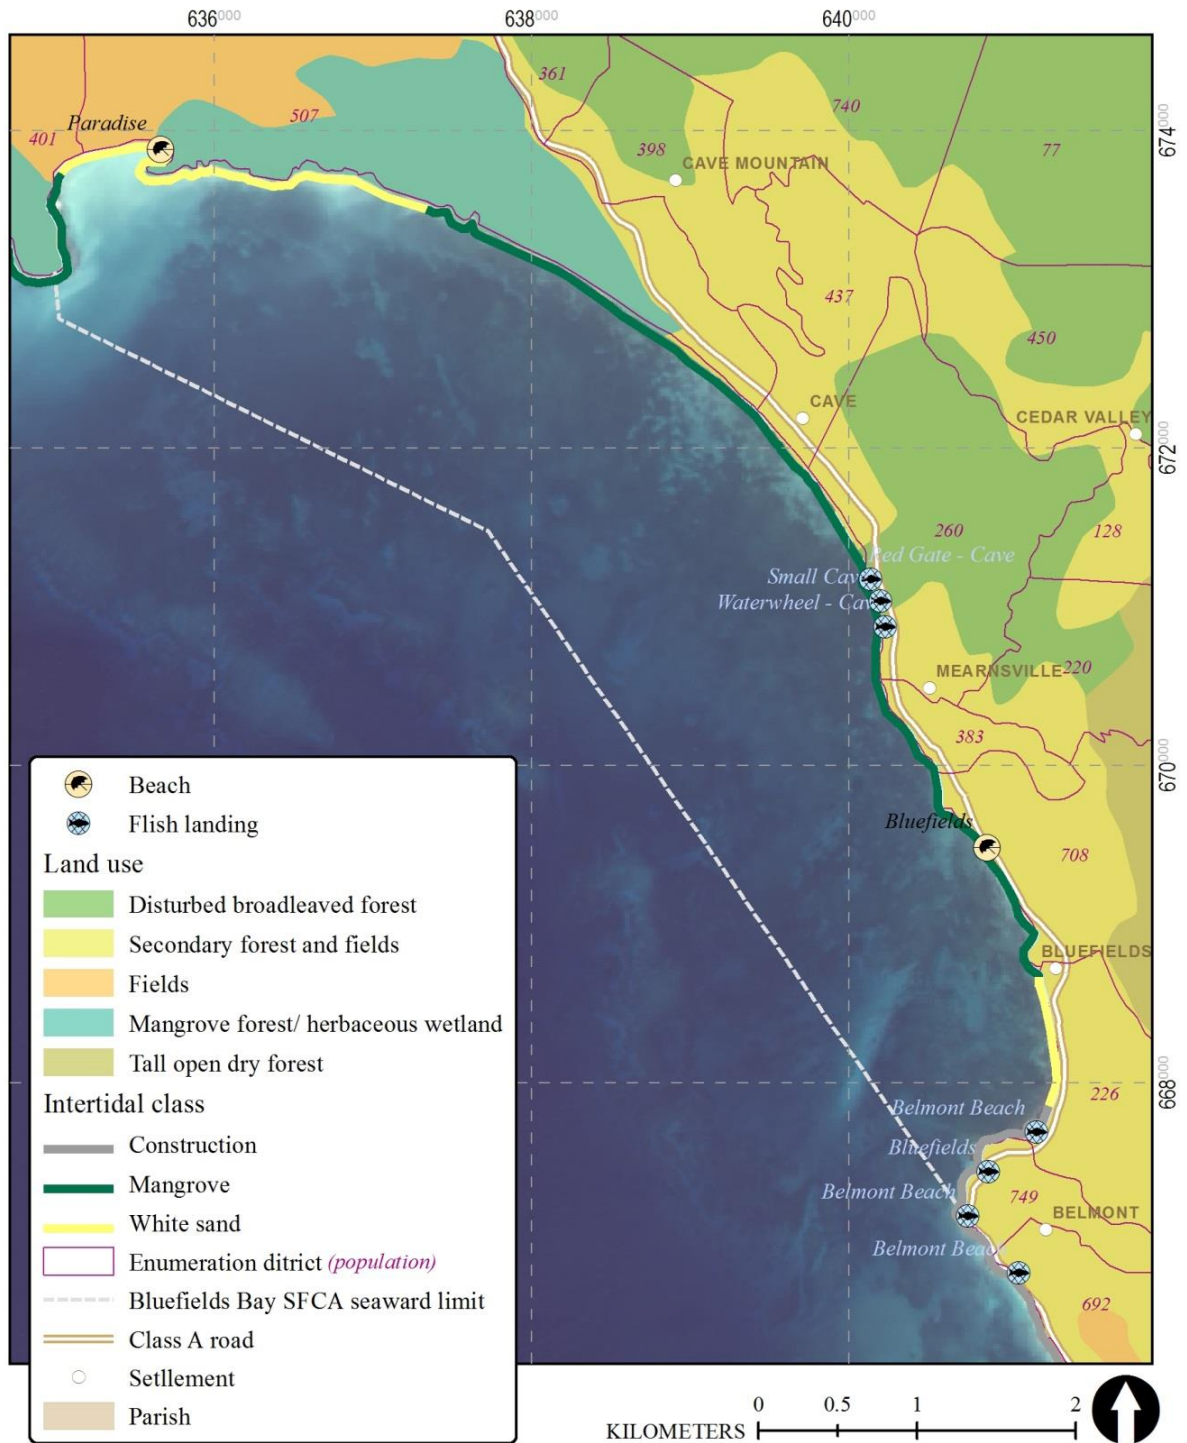 636000 638000 640000
361
740
Paradise
507
401
674000
398
77
CAVE MOUNTAIN
437
450
CAVE
CEDAR VALLEY
672000
260
128
Red Gate - Cave
Small Cav
Waterwheel - Cav
MEARNSVILLE
220
383
670000
Bluefields
708
BLUEFIELDS
226
668000
Belmont Beach
Bluefields
Belmont Beach
749
BELMONT
Belmont Beac
692
Beach
Flish landing
Land use
Disturbed broadleaved forest
Secondary forest and fields
Fields
Mangrove forest/ herbaceous wetland
Tall open dry forest
Intertidal class
Construction
Mangrove
White sand
Enumeration ditrict (population)
Bluefields Bay SFCA seaward limit
Class A road
Setllement
Parish
0 0.5 1 2
KILOMETERS